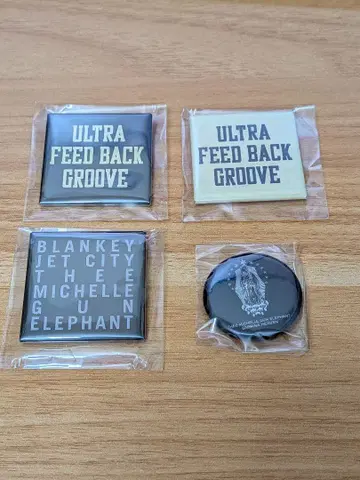 ULTRA
FEED BACK
GROOVE
ULTRA
FEED BACK
GROOVE
BLANKEY
JET CITY
THEE
MICHELLE
GUN
ELEPHANT